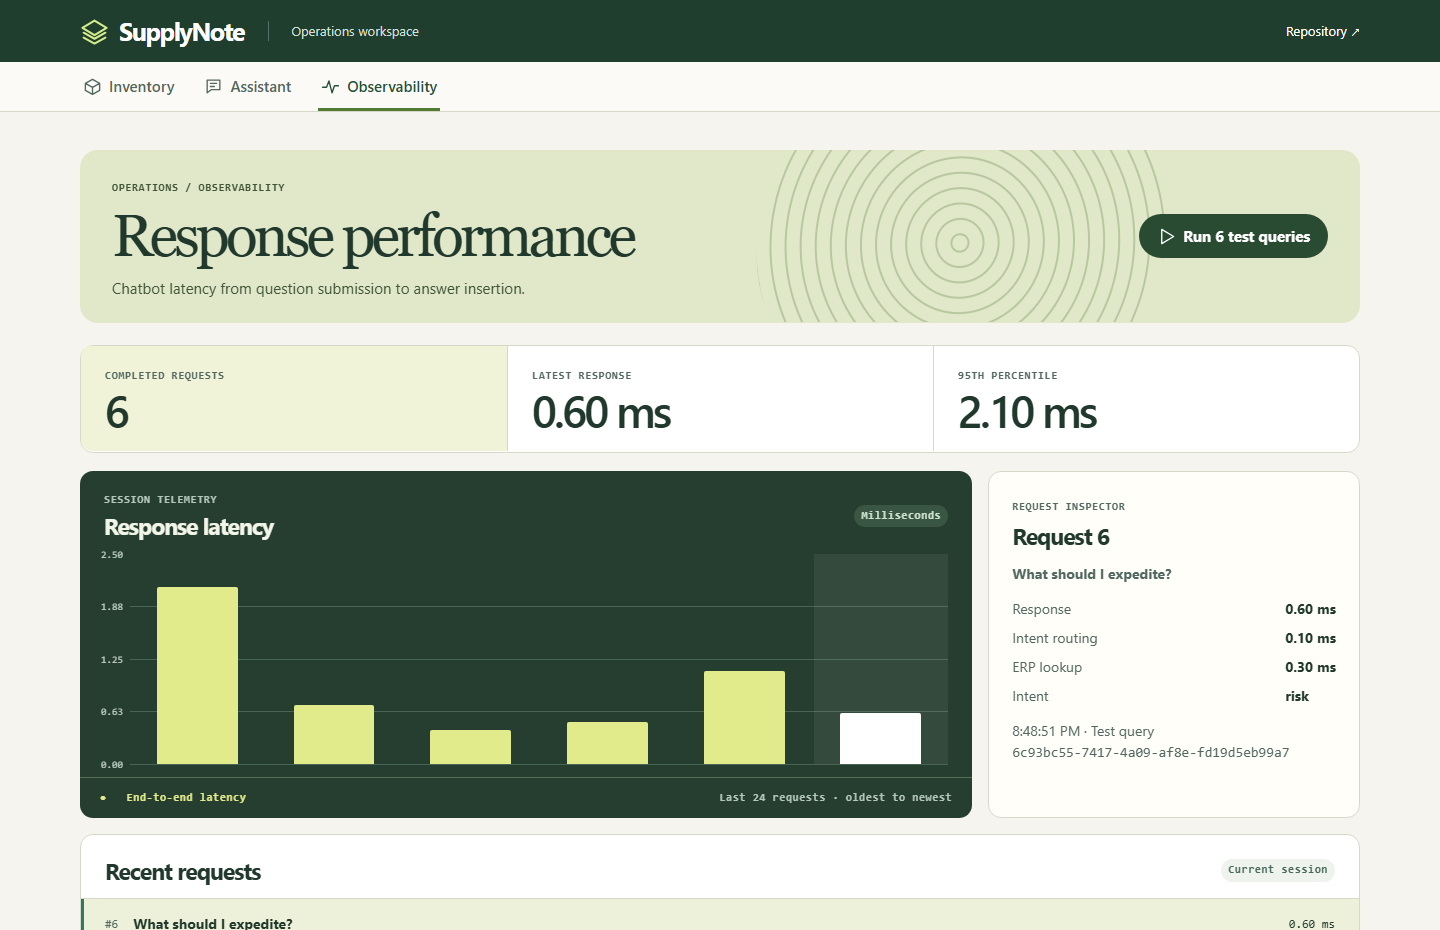 SupplyNote
Operations workspace
Repository ↗
Inventory
Assistant
Observability
OPERATIONS / OBSERVABILITY
Response performance
Chatbot latency from question submission to answer insertion.
Run 6 test queries
COMPLETED REQUESTS
6
LATEST RESPONSE
0.60 ms
95TH PERCENTILE
2.10 ms
SESSION TELEMETRY
Response latency
Milliseconds
2.50
1.88
1.25
0.63
0.00
End-to-end latency
Last 24 requests · oldest to newest
REQUEST INSPECTOR
Request 6
What should I expedite?
Response 0.60 ms
Intent routing 0.10 ms
ERP lookup 0.30 ms
Intent risk
8:48:51 PM · Test query
6c93bc55-7417-4a09-af8e-fd19d5eb99a7
Recent requests
Current session
#6 What should I expedite? 0.60 ms